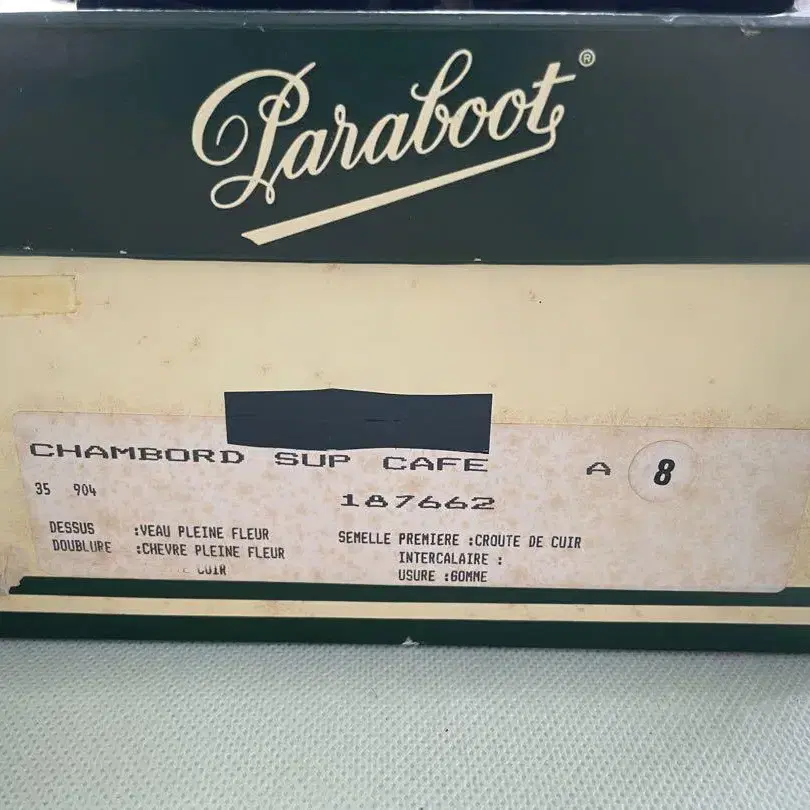 Paraboot®
CHAMBORD SUP CAFE A 8
35 904
187662
DESSUS :VEAU PLEINE FLEUR
DOUBLURE :CHEVRE PLEINE FLEUR
CUIR
SEMELLE PREMIERE :CROUTE DE CUIR
INTERCALAIRE :
USURE :GOMME